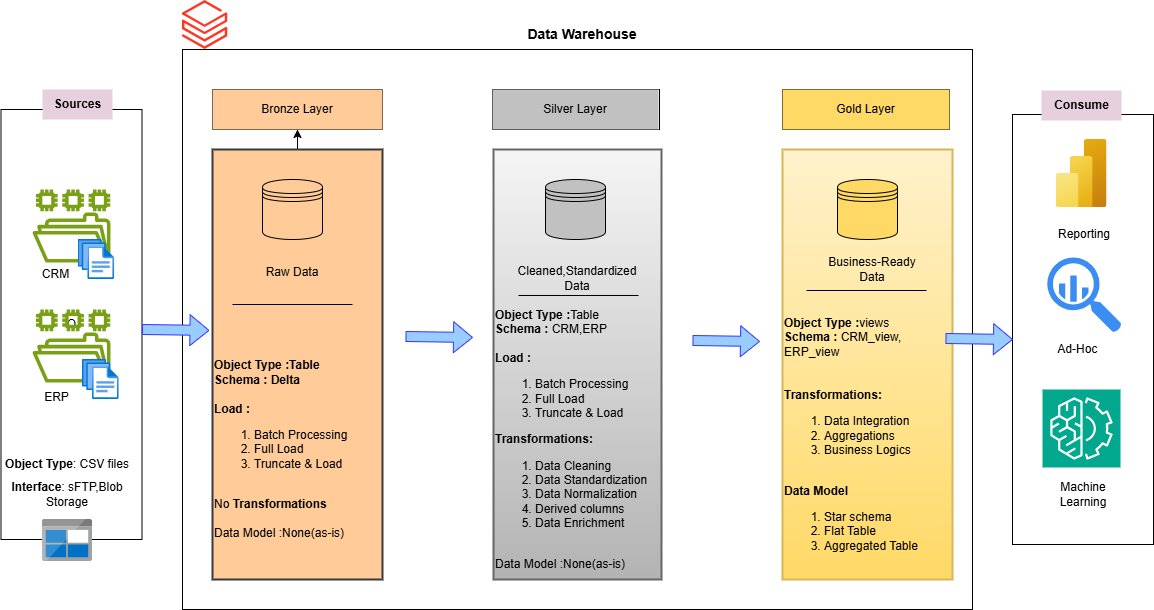 Data Warehouse
Sources
CRM
ERP
Object Type: CSV files
Interface: sFTP,Blob
Storage
Bronze Layer
Raw Data
Object Type :Table
Schema : Delta
Load :
1. Batch Processing
2. Full Load
3. Truncate & Load
No Transformations
Data Model :None(as-is)
Silver Layer
Cleaned,Standardized
Data
Object Type :Table
Schema : CRM,ERP
Load :
1. Batch Processing
2. Full Load
3. Truncate & Load
Transformations:
1. Data Cleaning
2. Data Standardization
3. Data Normalization
4. Derived columns
5. Data Enrichment
Data Model :None(as-is)
Gold Layer
Business-Ready
Data
Object Type :views
Schema : CRM_view,
ERP_view
Transformations:
1. Data Integration
2. Aggregations
3. Business Logics
Data Model
1. Star schema
2. Flat Table
3. Aggregated Table
Consume
Reporting
Ad-Hoc
Machine
Learning